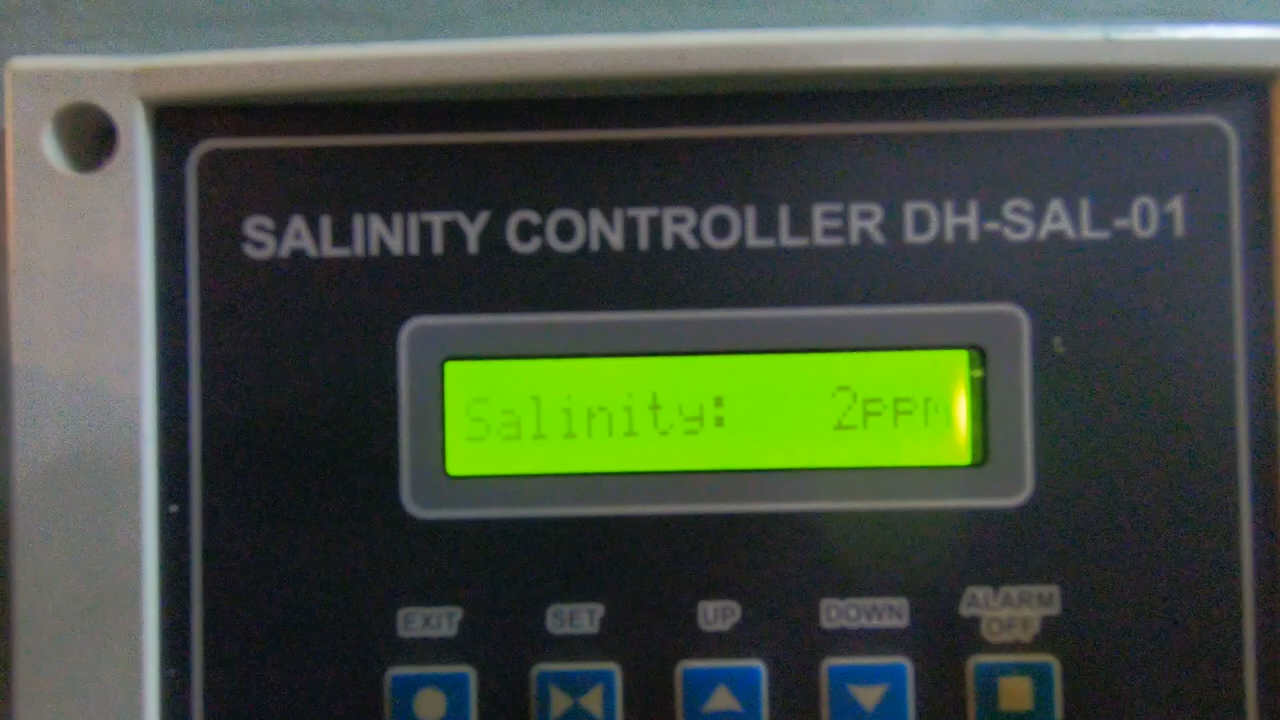 SALINITY CONTROLLER DH-SAL-01
Salinity: 2ppm
EXIT SET UP DOWN ALARM OFF